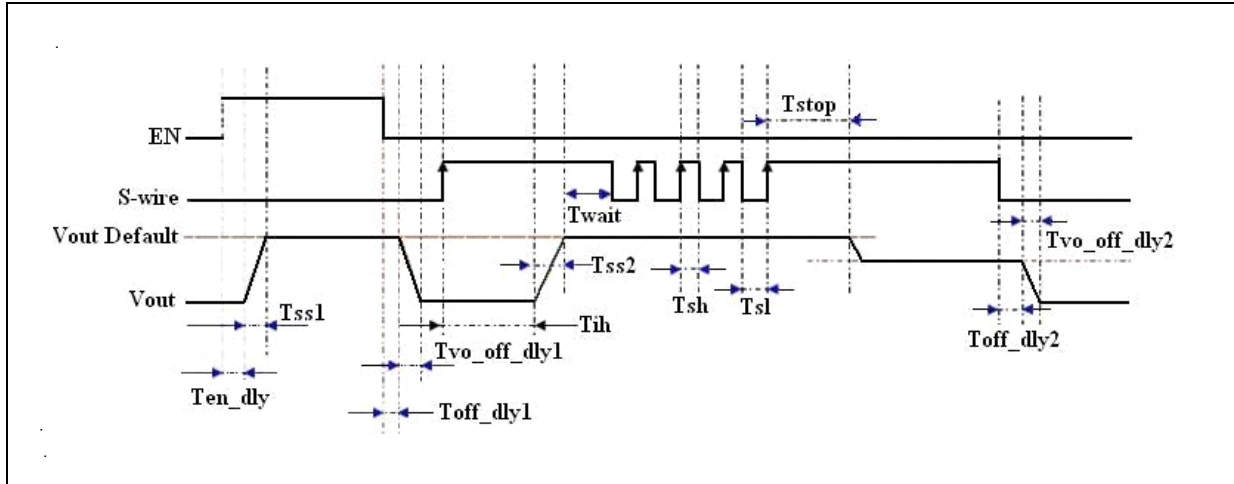 Tstop
EN
S-wire
Twait
Vout Default
Tvo_off_dly2
Tss2
Vout
Tss1
Tsh
Tsl
Tih
Toff_dly2
Tvo_off_dly1
Ten_dly
Toff_dly1